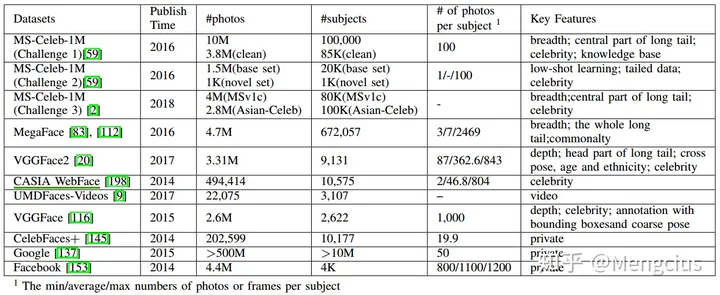 Datasets Publish Time #photos #subjects # of photos per subject 1 Key Features
MS-Celeb-1M 2016 10M 100,000 100 breadth; central part of long tail;
(Challenge 1)[59] 3.8M(clean) 85K(clean) celebrity; knowledge base
MS-Celeb-1M 2016 1.5M(base set) 20K(base set) 1/-/100 low-shot learning; tailed data;
(Challenge 2)[59] 1K(novel set) 1K(novel set) celebrity
MS-Celeb-1M 2018 4M(MSv1c) 80K(MSv1c) - breadth;central part of long tail;
(Challenge 3) [2] 2.8M(Asian-Celeb) 100K(Asian-Celeb) celebrity
MegaFace [83], [112] 2016 4.7M 672,057 3/7/2469 breadth; the whole long
tail;commonalty
VGGFace2 [20] 2017 3.31M 9,131 87/362.6/843 depth; head part of long tail; cross
pose, age and ethnicity; celebrity
CASIA WebFace [198] 2014 494,414 10,575 2/46.8/804 celebrity
UMDFaces-Videos [9] 2017 22,075 3,107 – video
VGGFace [116] 2015 2.6M 2,622 1,000 depth; celebrity; annotation with
bounding boxesand coarse pose
CelebFaces+ [145] 2014 202,599 10,177 19.9 private
Google [137] 2015 >500M >10M 50 private
Facebook [153] 2014 4.4M 4K 800/1100/1200 private
1 The min/average/max numbers of photos or frames per subject
知乎 @Mengcius